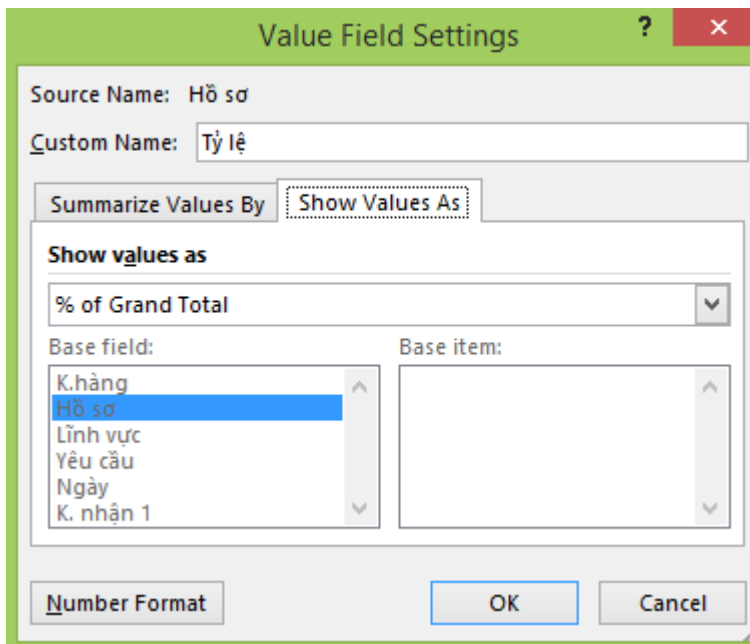 Value Field Settings ? ×
Source Name: Hồ sơ
Custom Name: Tỷ lệ
Summarize Values By Show Values As
Show values as
% of Grand Total
Base field: Base item:
K.hàng
Hồ sơ
Lĩnh vực
Yêu cầu
Ngày
K. nhận 1
Number Format OK Cancel